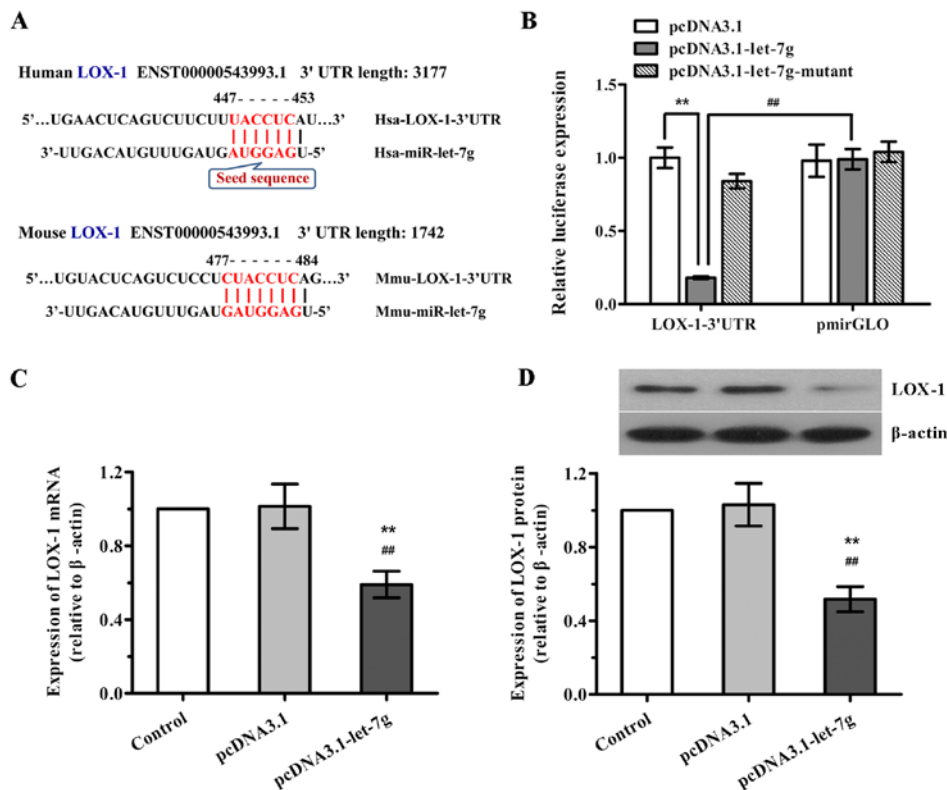 A
Human LOX-1 ENST00000543993.1 3' UTR length: 3177
447 - - - - - 453
5'...UGAACUCAGUCUUCUUUACCUCAU...3' Hsa-LOX-1-3'UTR
3'-UUGACAUGUUUGAUGAUGGAGU-5' Hsa-miR-let-7g
Seed sequence
Mouse LOX-1 ENST00000543993.1 3' UTR length: 1742
477 - - - - - 484
5'...UGUACUCAGUCUCCUCUACCUCAG...3' Mmu-LOX-1-3'UTR
3'-UUGACAUGUUUGAUGAUGGAGU-5' Mmu-miR-let-7g
B
pcDNA3.1
pcDNA3.1-let-7g
pcDNA3.1-let-7g-mutant
Relative luciferase expression
1.5
1.0
0.5
0.0
**
##
LOX-1-3'UTR pmirGLO
C
Expression of LOX-1 mRNA
(relative to β -actin)
1.2
0.8
0.4
0.0
**
##
Control
pcDNA3.1
pcDNA3.1-let-7g
D
LOX-1
β-actin
Expression of LOX-1 protein
(relative to β -actin)
1.2
0.8
0.4
0.0
**
##
Control
pcDNA3.1
pcDNA3.1-let-7g